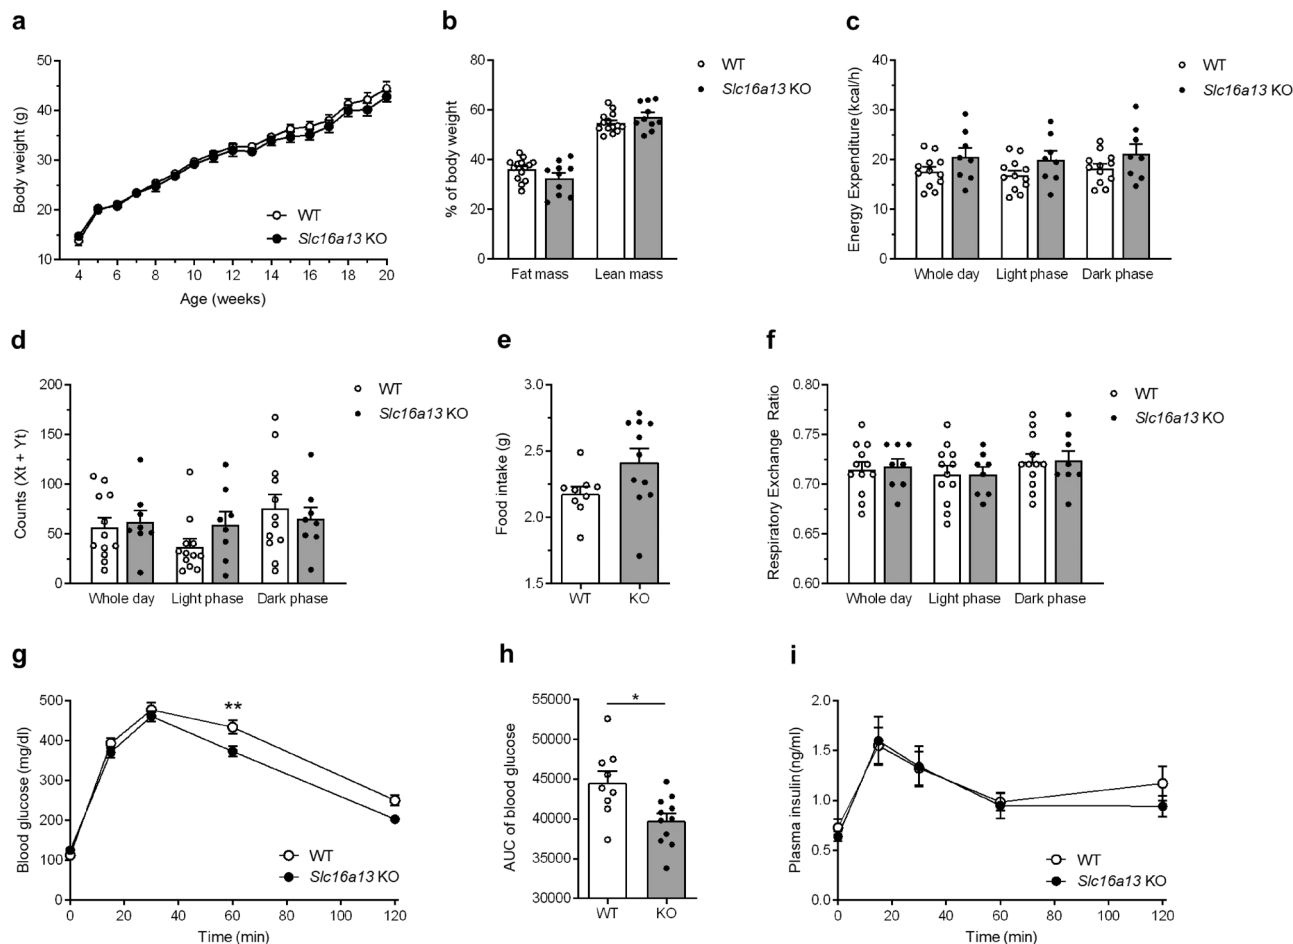 a
Body weight (g)
50
40
30
20
10
4
6
8
10
12
14
16
18
20
Age (weeks)
WT
Slc16a13 KO
b
% of body weight
80
60
40
20
0
Fat mass
Lean mass
WT
Slc16a13 KO
c
Energy Expenditure (kcal/h)
40
30
20
10
0
Whole day
Light phase
Dark phase
WT
Slc16a13 KO
d
Counts (Xt + Yt)
200
150
100
50
0
Whole day
Light phase
Dark phase
WT
Slc16a13 KO
e
Food intake (g)
3.0
2.5
2.0
1.5
WT
KO
f
Respiratory Exchange Ratio
0.80
0.75
0.70
0.65
0.60
Whole day
Light phase
Dark phase
WT
Slc16a13 KO
g
Blood glucose (mg/dl)
500
400
300
200
100
0
0
20
40
60
80
100
120
Time (min)
**
WT
Slc16a13 KO
h
AUC of blood glucose
55000
50000
45000
40000
35000
30000
*
WT
KO
i
Plasma insulin(ng/ml)
2.0
1.5
1.0
0.5
0.0
0
20
40
60
80
100
120
Time (min)
WT
Slc16a13 KO